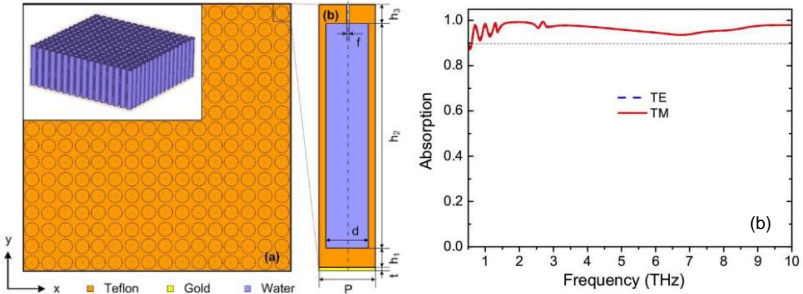 (a)
y
x
Teflon
Gold
Water
(b)
f
d
h3
h2
h1
t
P
Absorption
1.0
0.8
0.6
0.4
0.2
0.0
TE
TM
(b)
1 2 3 4 5 6 7 8 9 10
Frequency (THz)